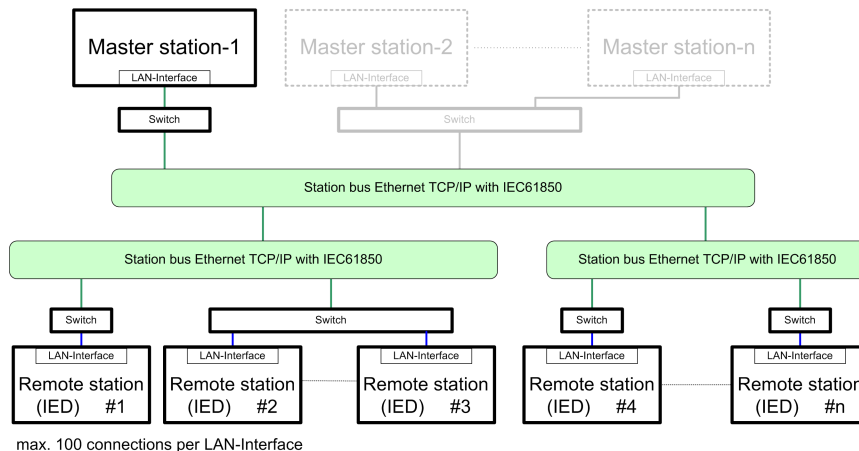 Master station-1
Master station-2
Master station-n
LAN-Interface
LAN-Interface
LAN-Interface
Switch
Switch
Station bus Ethernet TCP/IP with IEC61850
Station bus Ethernet TCP/IP with IEC61850
Station bus Ethernet TCP/IP with IEC61850
Switch
Switch
Switch
Switch
LAN-Interface
LAN-Interface
LAN-Interface
LAN-Interface
LAN-Interface
Remote station
(IED) #1
Remote station
(IED) #2
Remote station
(IED) #3
Remote station
(IED) #4
Remote station
(IED) #n
max. 100 connections per LAN-Interface